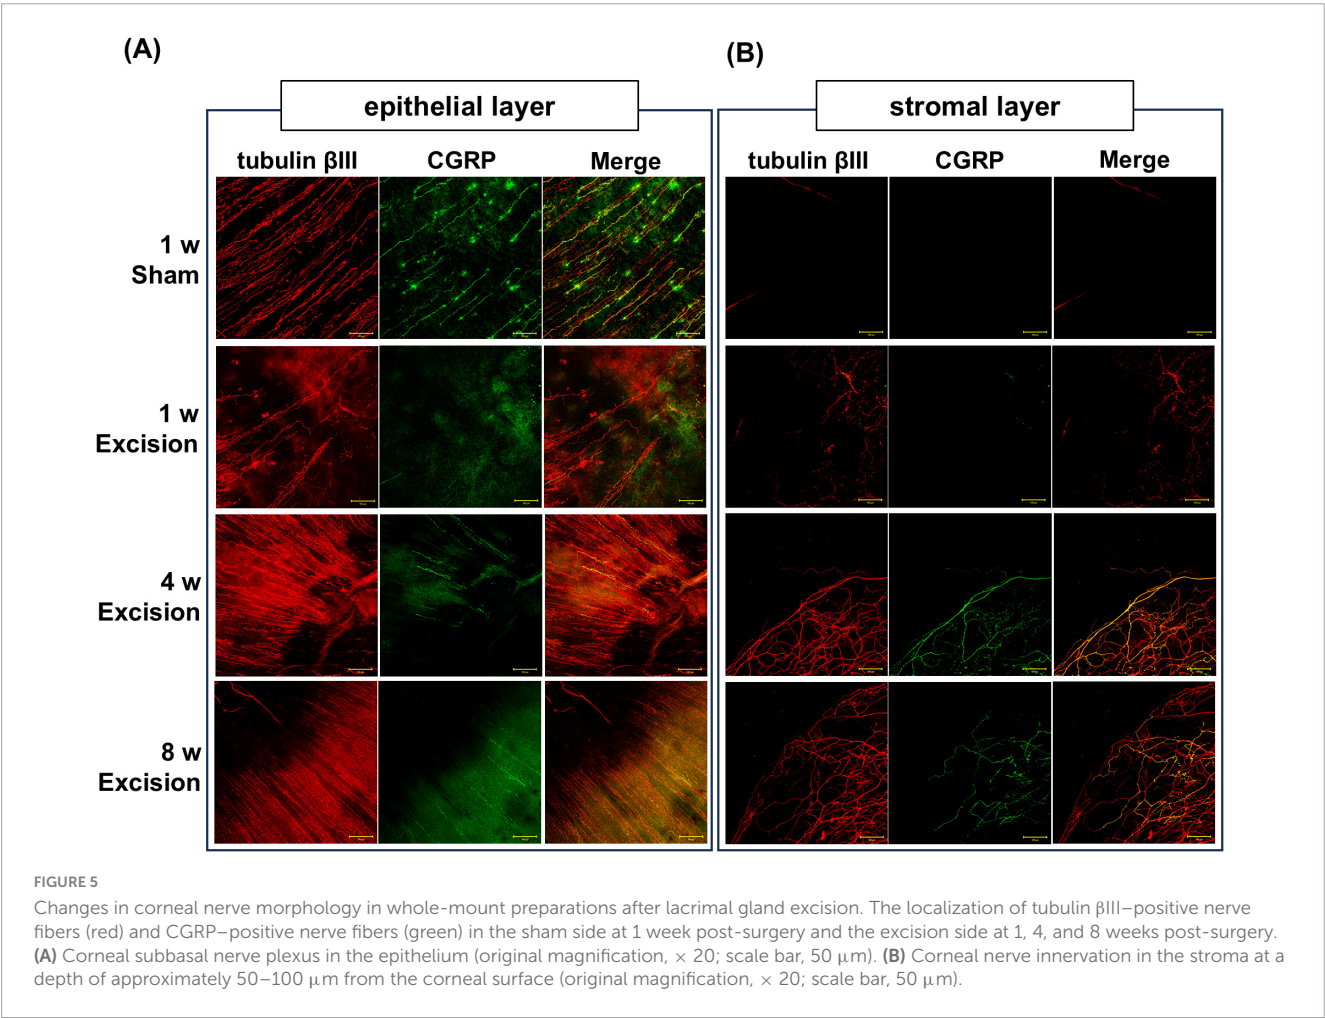 (A)
(B)
epithelial layer
stromal layer
tubulin βIII CGRP Merge
tubulin βIII CGRP Merge
1 w
Sham
1 w
Excision
4 w
Excision
8 w
Excision
FIGURE 5
Changes in corneal nerve morphology in whole-mount preparations after lacrimal gland excision. The localization of tubulin βIII–positive nerve
fibers (red) and CGRP–positive nerve fibers (green) in the sham side at 1 week post-surgery and the excision side at 1, 4, and 8 weeks post-surgery.
(A) Corneal subbasal nerve plexus in the epithelium (original magnification, × 20; scale bar, 50 μm). (B) Corneal nerve innervation in the stroma at a
depth of approximately 50–100 μm from the corneal surface (original magnification, × 20; scale bar, 50 μm).